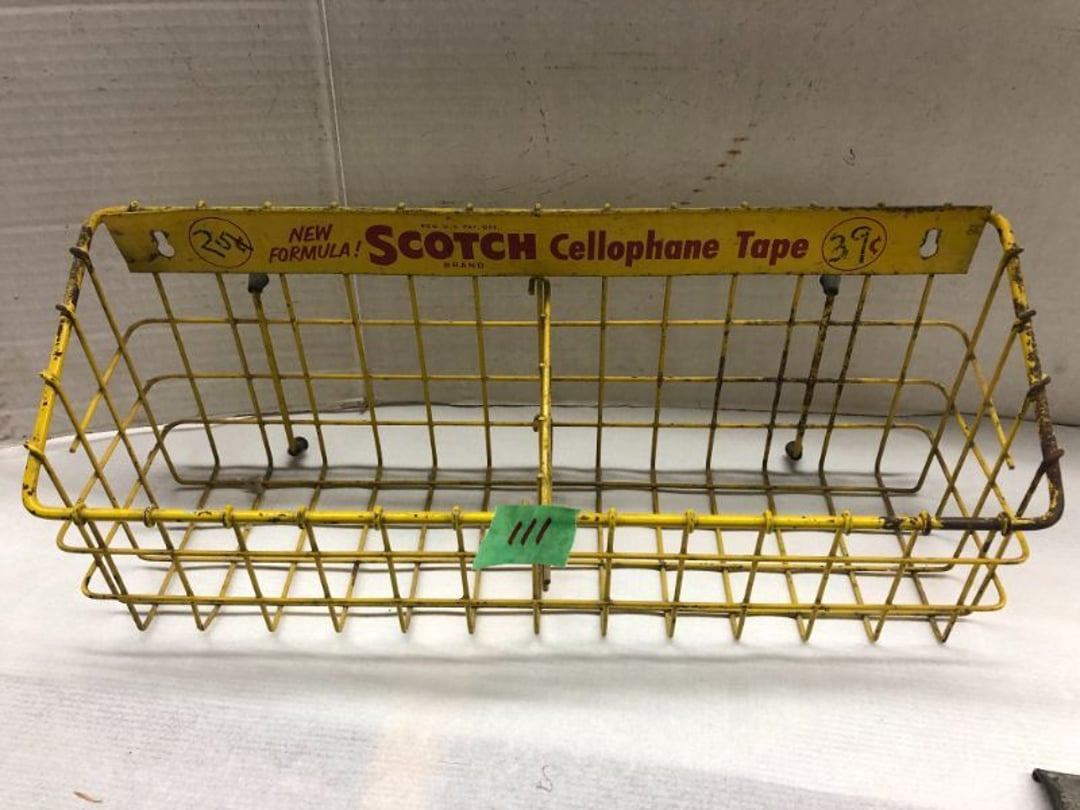 25¢
NEW FORMULA!
REG. U.S. PAT. OFF.
SCOTCH Cellophane Tape
BRAND
39¢
111